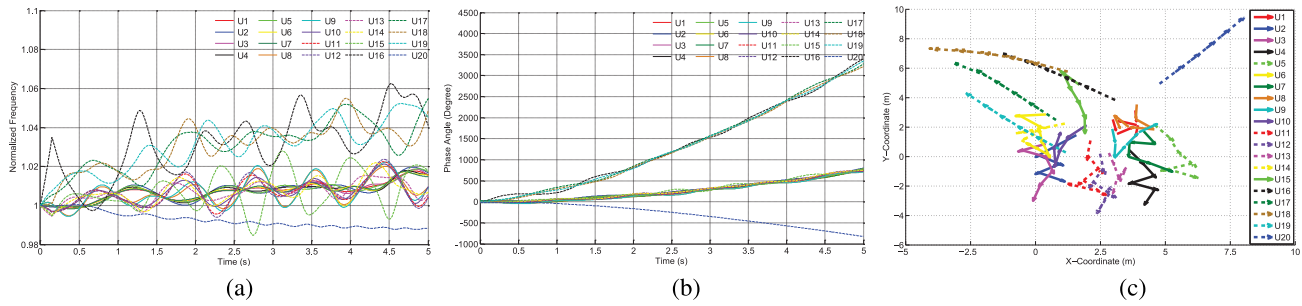 1.1
1.08
1.06
1.04
1.02
1
0.98
Normalized Frequency
0 0.5 1 1.5 2 2.5 3 3.5 4 4.5 5
Time (s)
U1 U5 U9 U13 U17
U2 U6 U10 U14 U18
U3 U7 U11 U15 U19
U4 U8 U12 U16 U20
(a)
4500
4000
3500
3000
2500
2000
1500
1000
500
0
-500
-1000
Phase Angle (Degree)
0 0.5 1 1.5 2 2.5 3 3.5 4 4.5 5
Time (s)
U1 U5 U9 U13 U17
U2 U6 U10 U14 U18
U3 U7 U11 U15 U19
U4 U8 U12 U16 U20
(b)
10
8
6
4
2
0
−2
−4
−6
Y−Coordinate (m)
−5 −2.5 0 2.5 5 7.5 10
X−Coordinate (m)
U1
U2
U3
U4
U5
U6
U7
U8
U9
U10
U11
U12
U13
U14
U15
U16
U17
U18
U19
U20
(c)